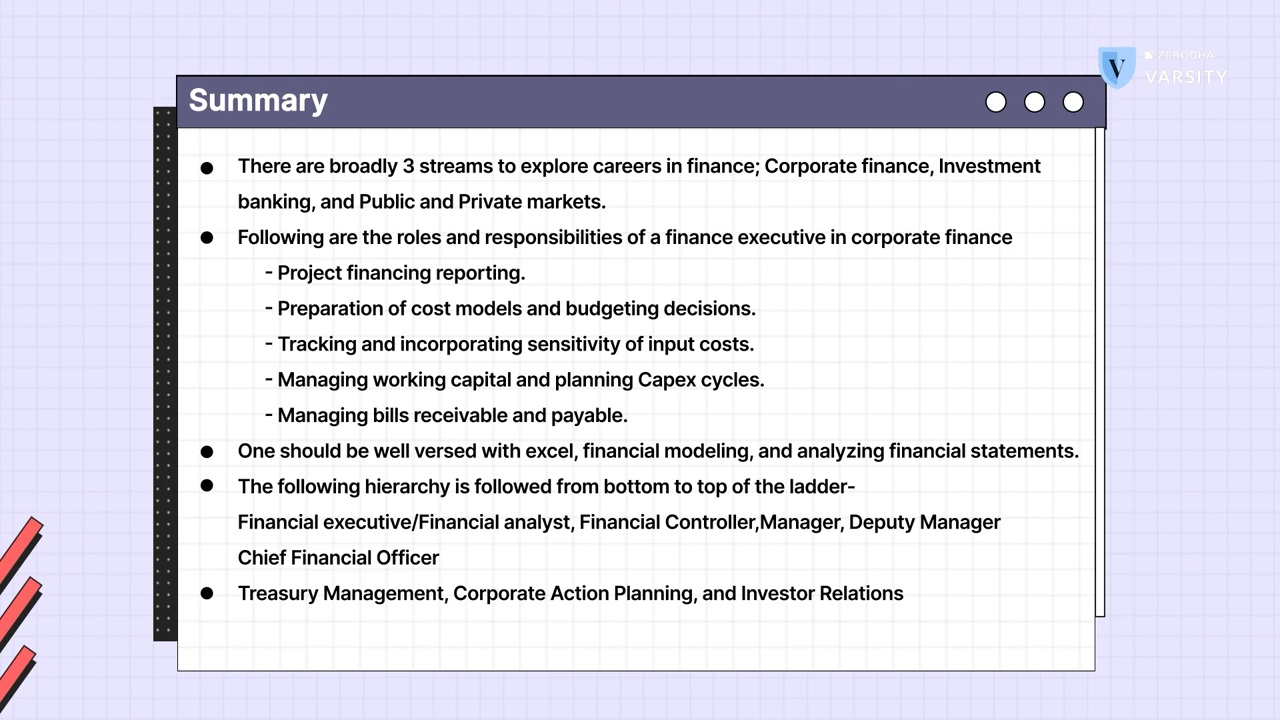 ZERODHA
VARSITY
Summary
● There are broadly 3 streams to explore careers in finance; Corporate finance, Investment
banking, and Public and Private markets.
● Following are the roles and responsibilities of a finance executive in corporate finance
- Project financing reporting.
- Preparation of cost models and budgeting decisions.
- Tracking and incorporating sensitivity of input costs.
- Managing working capital and planning Capex cycles.
- Managing bills receivable and payable.
● One should be well versed with excel, financial modeling, and analyzing financial statements.
● The following hierarchy is followed from bottom to top of the ladder-
Financial executive/Financial analyst, Financial Controller,Manager, Deputy Manager
Chief Financial Officer
● Treasury Management, Corporate Action Planning, and Investor Relations